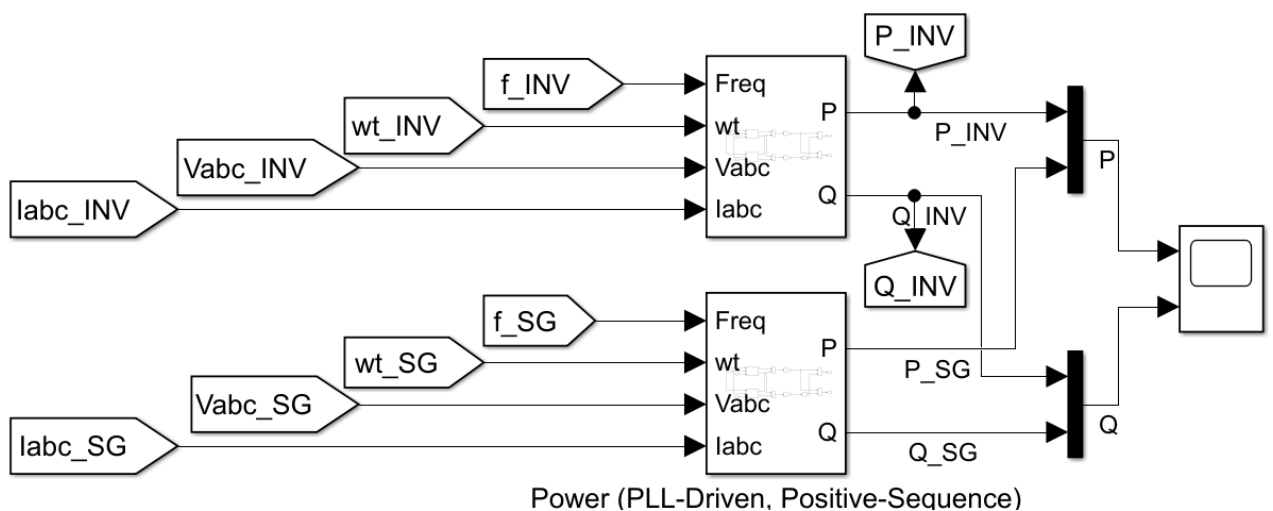 P_INV
f_INV
Freq
P
P_INV
wt_INV
wt
Vabc_INV
Vabc
P
Iabc_INV
Iabc
Q
Q_INV
Q_INV
f_SG
Freq
P
wt_SG
wt
P_SG
Vabc_SG
Vabc
Iabc_SG
Iabc
Q
Q_SG
Q
Power (PLL-Driven, Positive-Sequence)